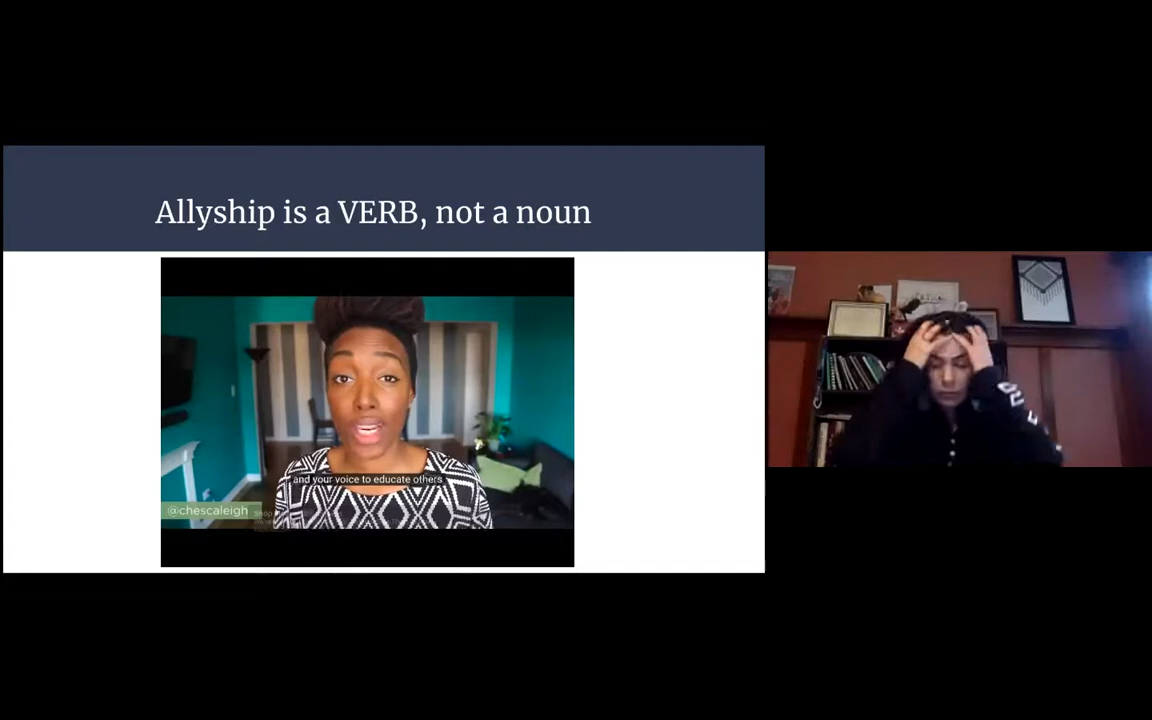 Allyship is a VERB, not a noun
and your voice to educate others
@chescaleigh